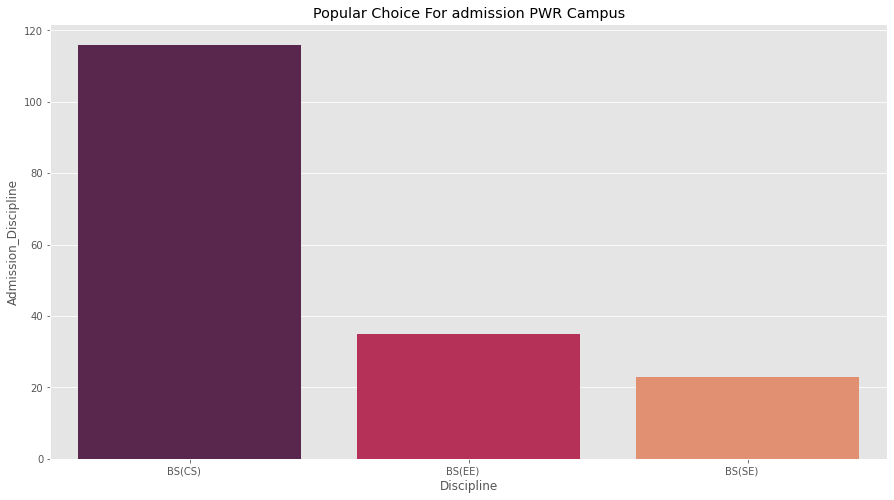 Popular Choice For admission PWR Campus
120
100
80
60
40
20
0
Admission_Discipline
BS(CS)
BS(EE)
BS(SE)
Discipline